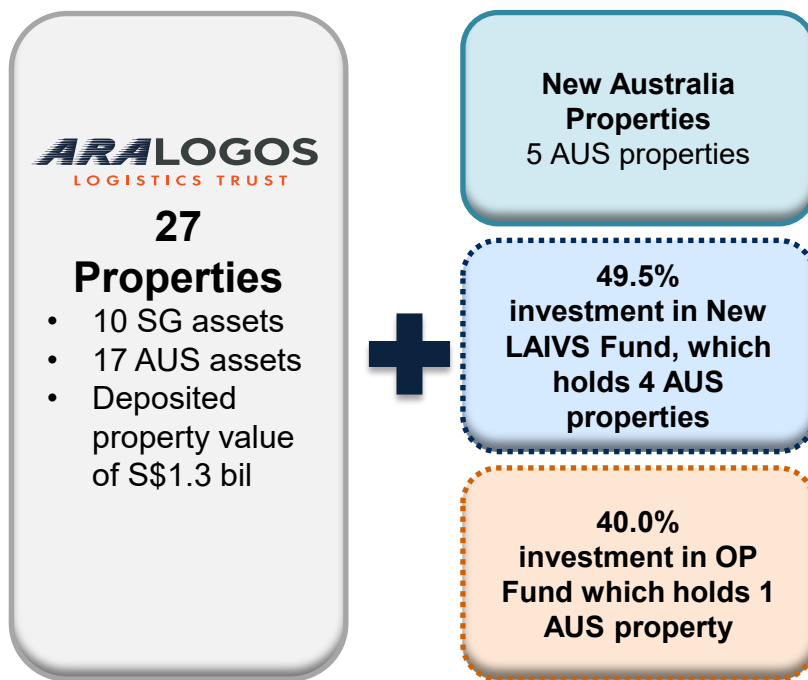 ARALOGOS
LOGISTICS TRUST
27
Properties
• 10 SG assets
• 17 AUS assets
• Deposited
property value
of S$1.3 bil
New Australia
Properties
5 AUS properties
49.5%
investment in New
LAIVS Fund, which
holds 4 AUS
properties
40.0%
investment in OP
Fund which holds 1
AUS property